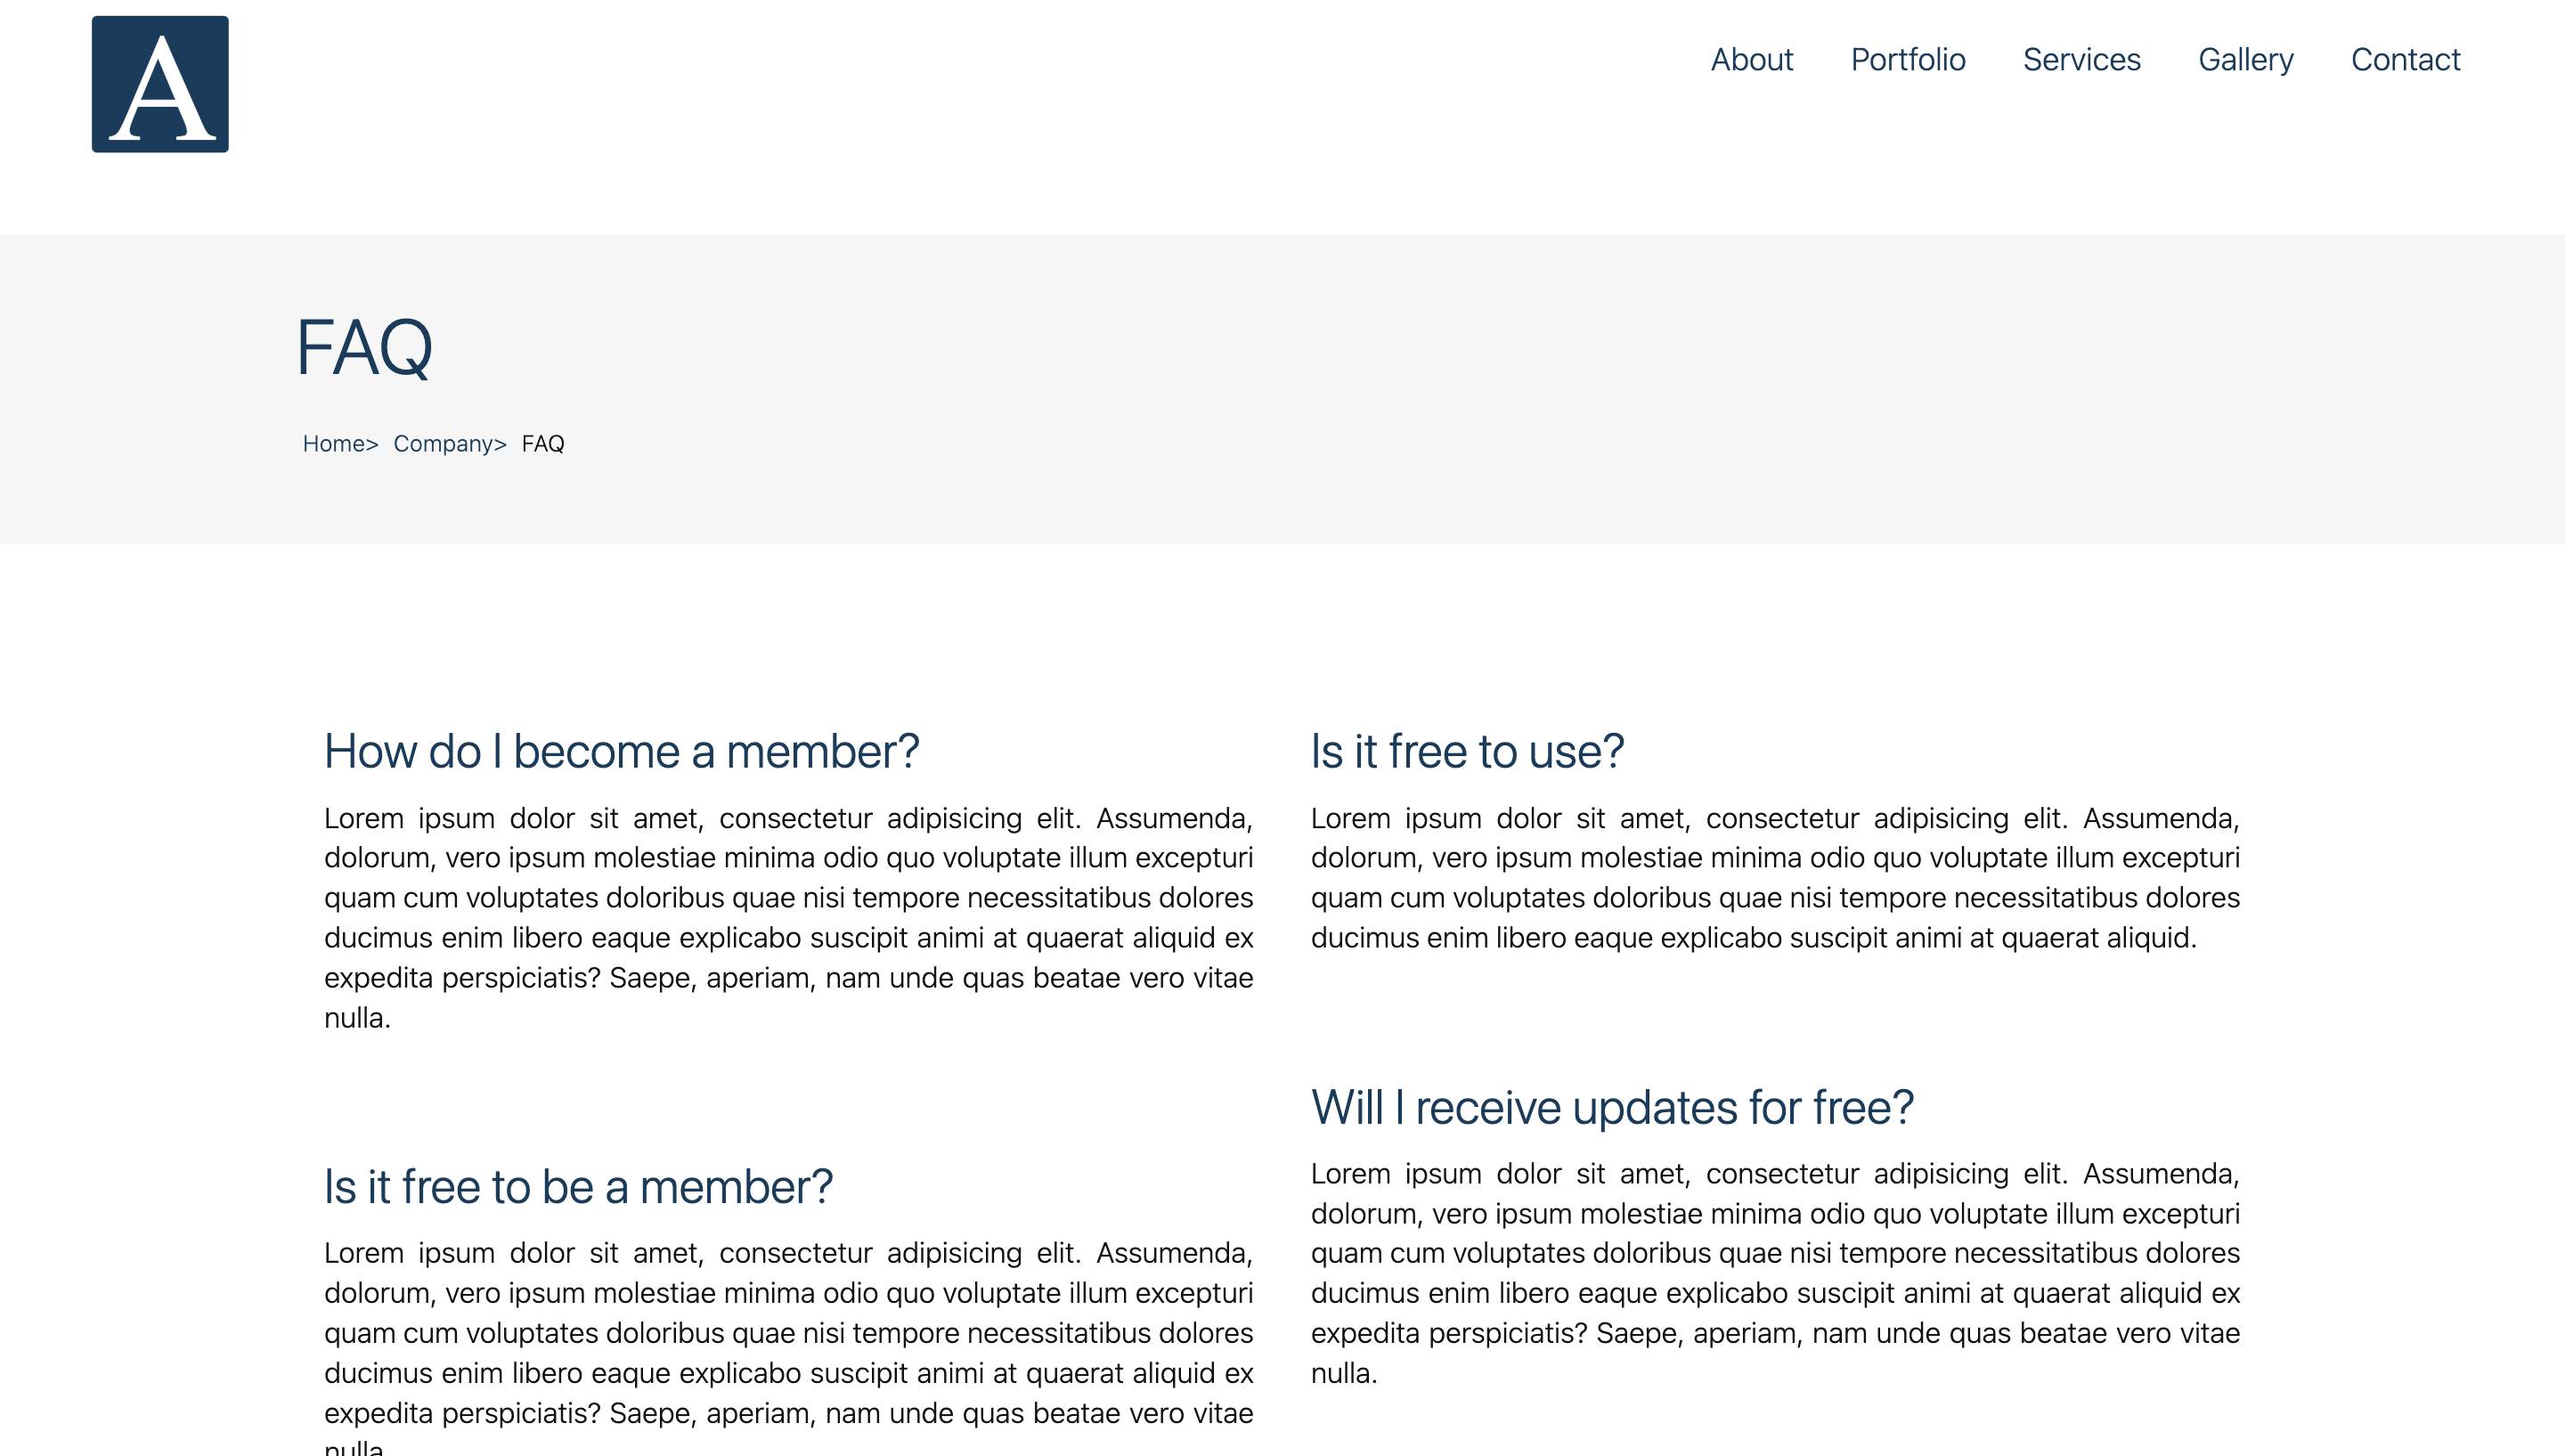 A
About Portfolio Services Gallery Contact
FAQ
Home> Company> FAQ
How do I become a member?
Lorem ipsum dolor sit amet, consectetur adipisicing elit. Assumenda,
dolorum, vero ipsum molestiae minima odio quo voluptate illum excepturi
quam cum voluptates doloribus quae nisi tempore necessitatibus dolores
ducimus enim libero eaque explicabo suscipit animi at quaerat aliquid ex
expedita perspiciatis? Saepe, aperiam, nam unde quas beatae vero vitae
nulla.
Is it free to be a member?
Lorem ipsum dolor sit amet, consectetur adipisicing elit. Assumenda,
dolorum, vero ipsum molestiae minima odio quo voluptate illum excepturi
quam cum voluptates doloribus quae nisi tempore necessitatibus dolores
ducimus enim libero eaque explicabo suscipit animi at quaerat aliquid ex
expedita perspiciatis? Saepe, aperiam, nam unde quas beatae vero vitae
nulla
Is it free to use?
Lorem ipsum dolor sit amet, consectetur adipisicing elit. Assumenda,
dolorum, vero ipsum molestiae minima odio quo voluptate illum excepturi
quam cum voluptates doloribus quae nisi tempore necessitatibus dolores
ducimus enim libero eaque explicabo suscipit animi at quaerat aliquid.
Will I receive updates for free?
Lorem ipsum dolor sit amet, consectetur adipisicing elit. Assumenda,
dolorum, vero ipsum molestiae minima odio quo voluptate illum excepturi
quam cum voluptates doloribus quae nisi tempore necessitatibus dolores
ducimus enim libero eaque explicabo suscipit animi at quaerat aliquid ex
expedita perspiciatis? Saepe, aperiam, nam unde quas beatae vero vitae
nulla.